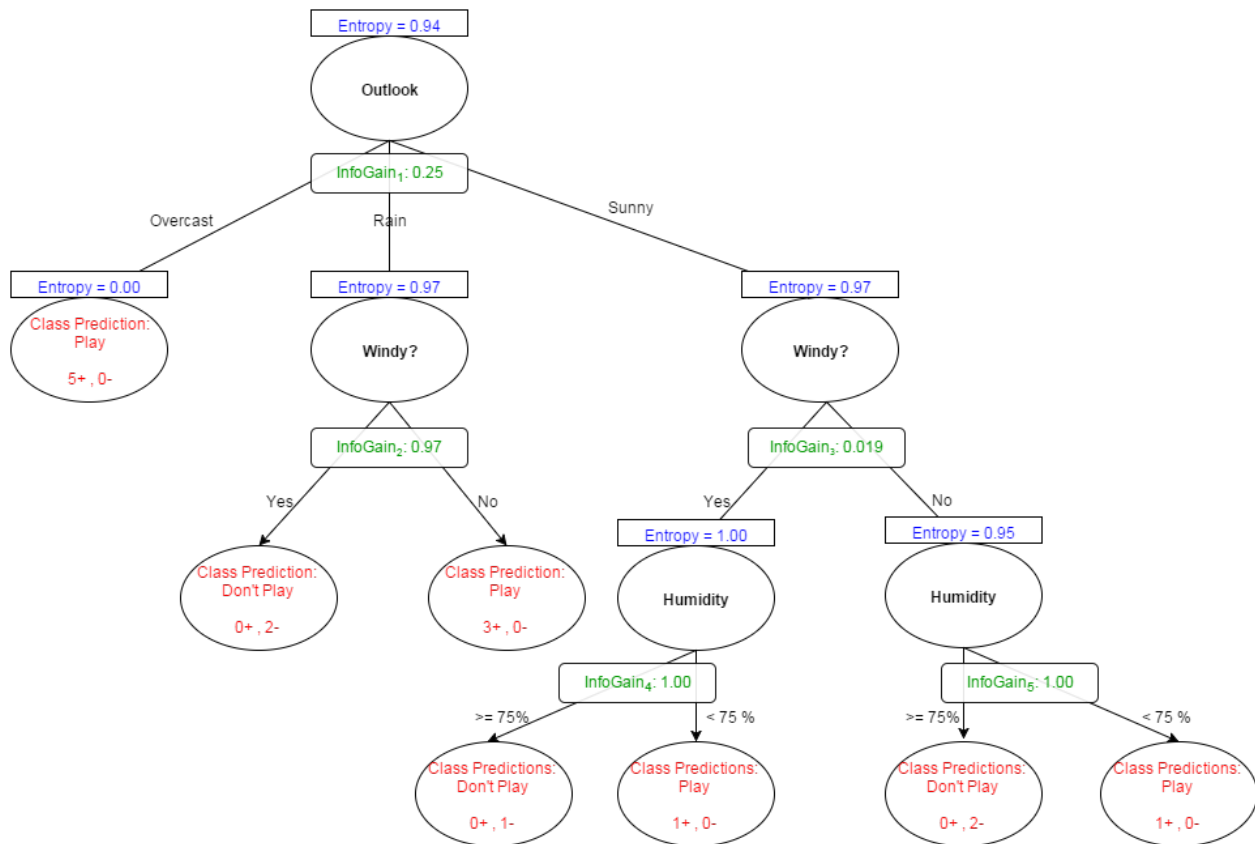 Entropy = 0.94
Outlook
InfoGain1: 0.25
Overcast
Rain
Sunny
Entropy = 0.00
Entropy = 0.97
Entropy = 0.97
Class Prediction:
Play
5+ , 0-
Windy?
Windy?
InfoGain2: 0.97
InfoGain3: 0.019
Yes
No
Yes
No
Entropy = 1.00
Entropy = 0.95
Class Prediction:
Don't Play
0+ , 2-
Class Prediction:
Play
3+ , 0-
Humidity
Humidity
InfoGain4: 1.00
InfoGain5: 1.00
>= 75%
< 75 %
>= 75%
< 75 %
Class Predictions:
Don't Play
0+ , 1-
Class Predictions:
Play
1+ , 0-
Class Predictions:
Don't Play
0+ , 2-
Class Predictions:
Play
1+ , 0-